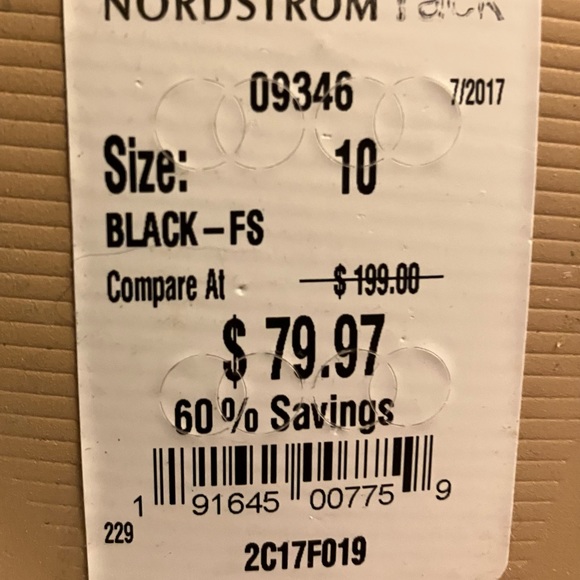 NORDSTROM rack
09346 7/2017
Size: 10
BLACK-FS
Compare At $ 199.00
$ 79.97
60% Savings
1 91645 00775 9
229
2C17F019